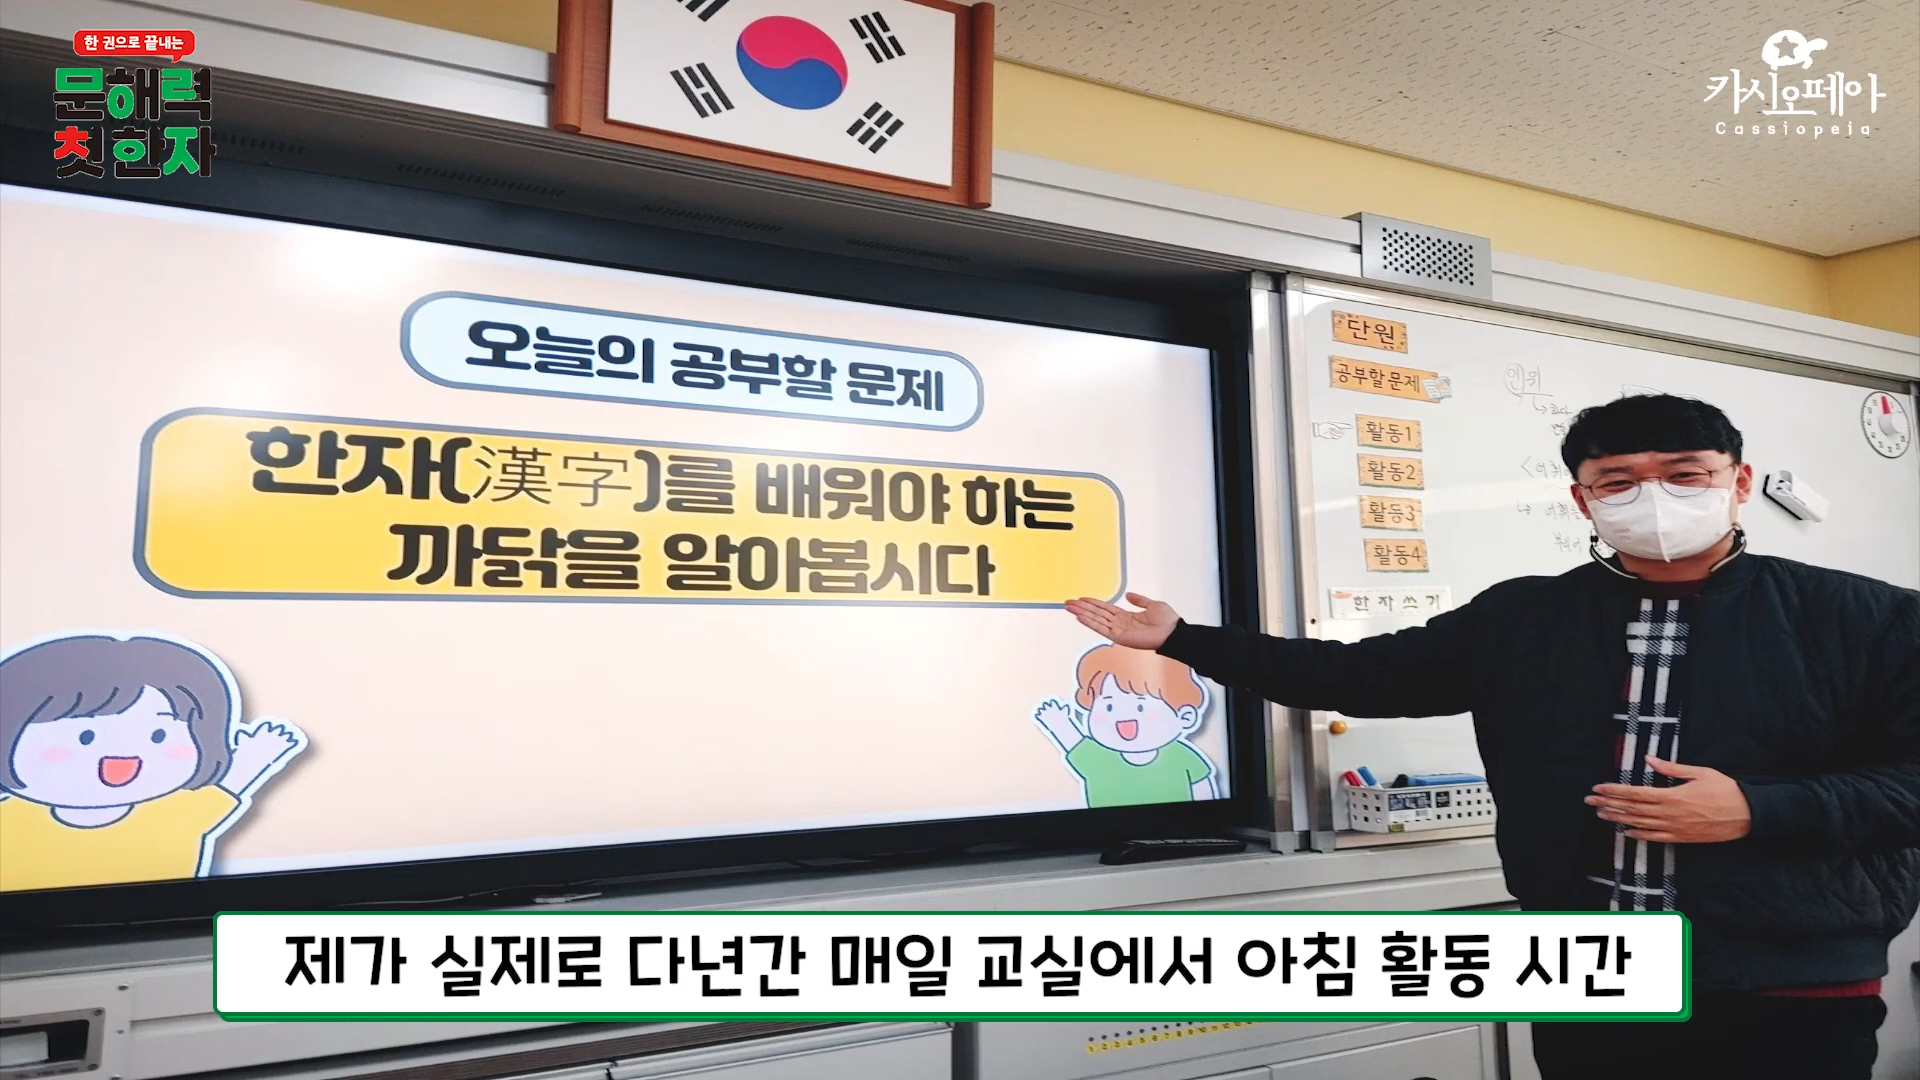 한 권으로 끝내는
문해력
첫 한자
카시오페아
Cassiopeia
오늘의 공부할 문제
한자(漢字)를 배워야 하는
까닭을 알아봅시다
단원
공부할 문제
활동1
활동2
활동3
활동4
한자쓰기
제가 실제로 다년간 매일 교실에서 아침 활동 시간